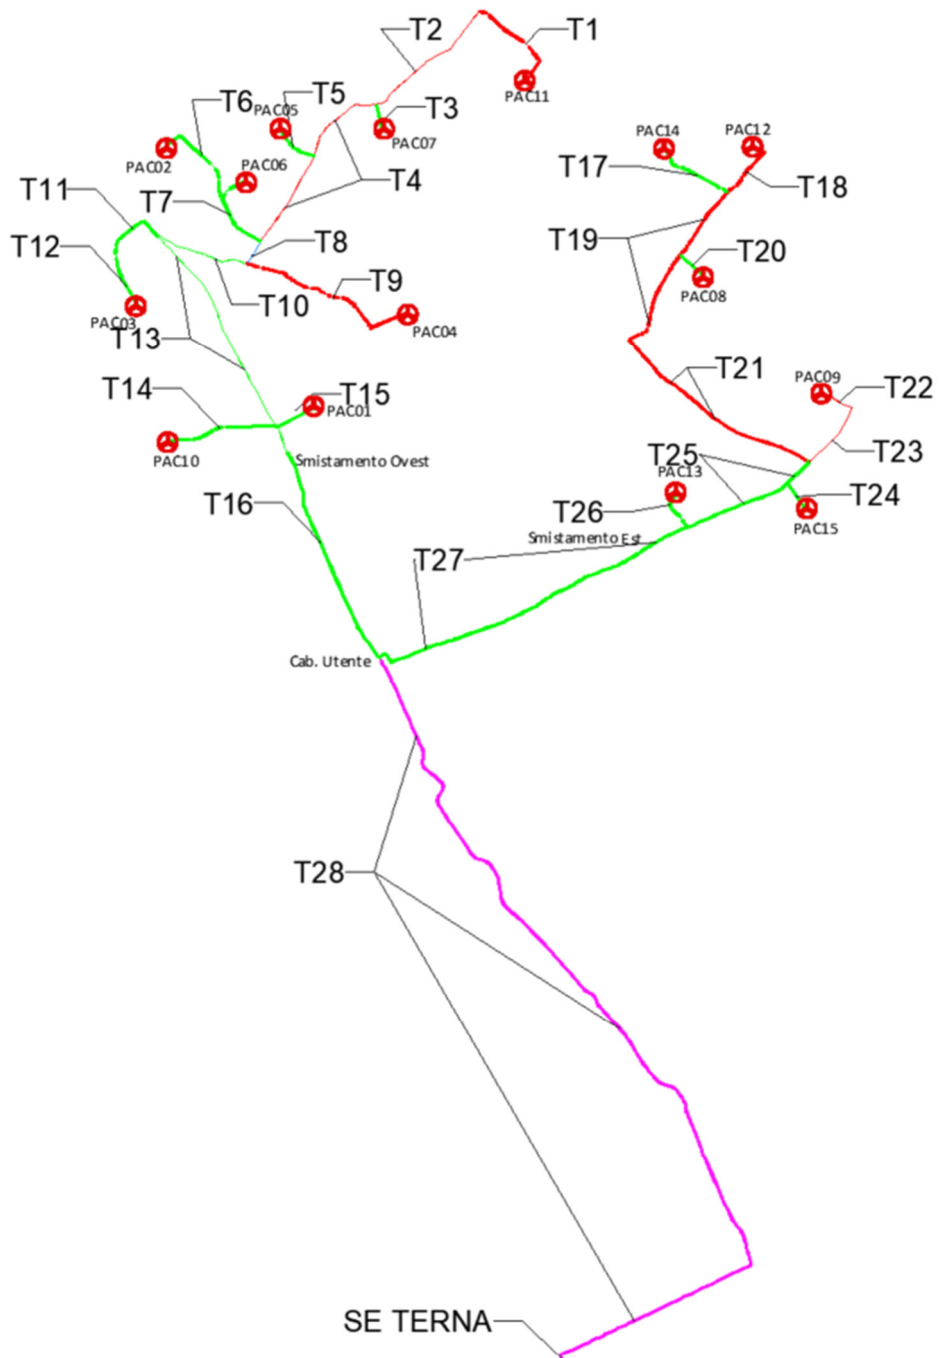 T1
T2
PAC11
T5
T3
T6
PAC05
PAC07
PAC02
PAC06
T4
PAC14
PAC12
T17
T18
T11
T7
T8
T12
T19
T20
PAC08
T10
T9
PAC03
T13
PAC04
T21
PAC09
T22
T14
T15
PAC01
PAC10
T23
Smistamento Ovest
T25
PAC13
T24
T16
T26
PAC15
Smistamento Est
T27
Cab. Utente
T28
SE TERNA